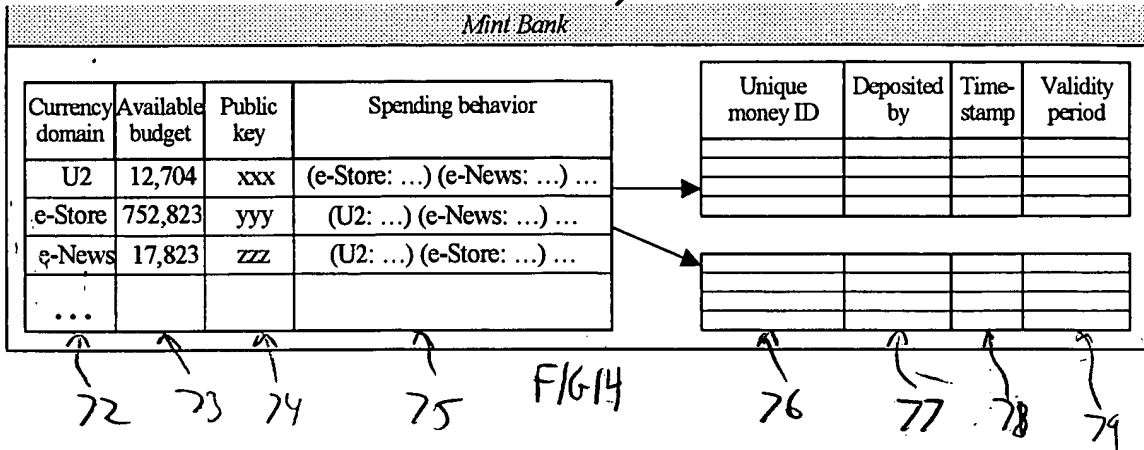 Mint Bank
Currency domain Available budget Public key Spending behavior
U2 12,704 xxx (e-Store: ...) (e-News: ...) ...
e-Store 752,823 yyy (U2: ...) (e-News: ...) ...
e-News 17,823 zzz (U2: ...) (e-Store: ...) ...
...
Unique money ID Deposited by Time-stamp Validity period
72 73 74 75 76 77 78 79
FIG 14